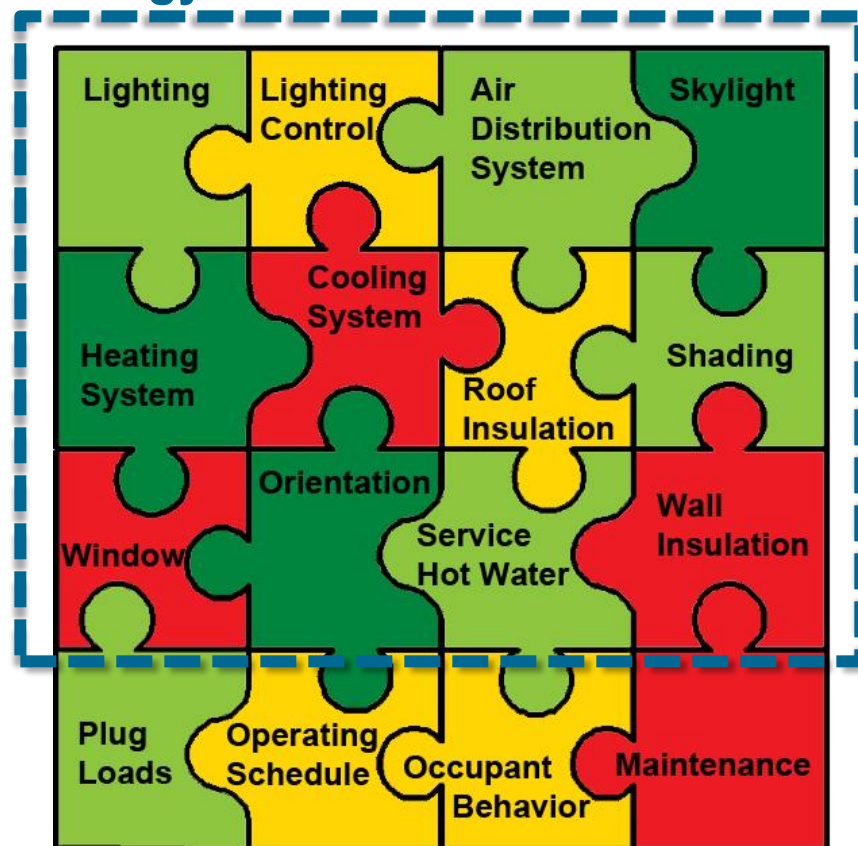 gy
Lighting
Lighting
Control
Air
Distribution
System
Skylight
Heating
System
Cooling
System
Roof
Insulation
Shading
Window
Orientation
Service
Hot Water
Wall
Insulation
Plug
Loads
Operating
Schedule
Occupant
Behavior
Maintenance